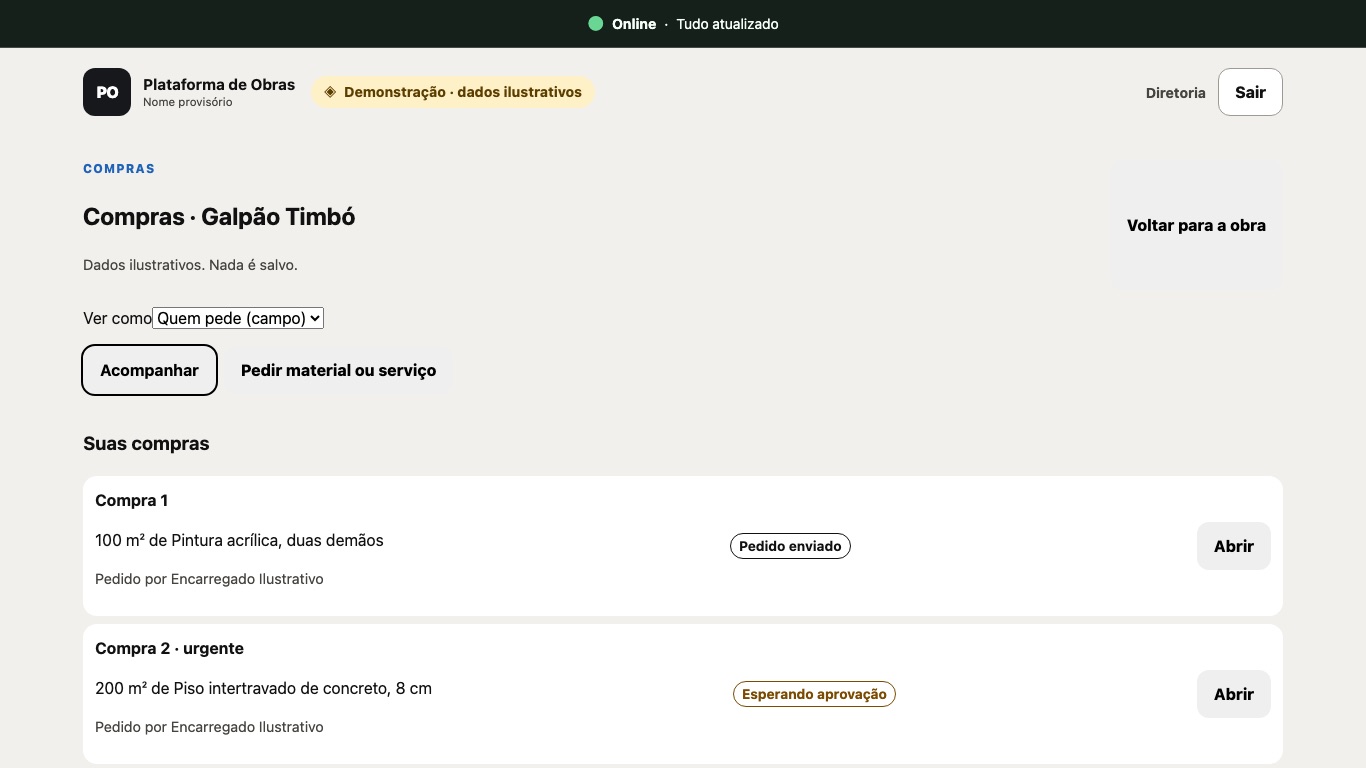 Online · Tudo atualizado
PO
Plataforma de Obras
Nome provisório
◈ Demonstração · dados ilustrativos
Diretoria
Sair
COMPRAS
Compras · Galpão Timbó
Dados ilustrativos. Nada é salvo.
Voltar para a obra
Ver como Quem pede (campo)
Acompanhar
Pedir material ou serviço
Suas compras
Compra 1
100 m² de Pintura acrílica, duas demãos
Pedido por Encarregado Ilustrativo
Pedido enviado
Abrir
Compra 2 · urgente
200 m² de Piso intertravado de concreto, 8 cm
Pedido por Encarregado Ilustrativo
Esperando aprovação
Abrir